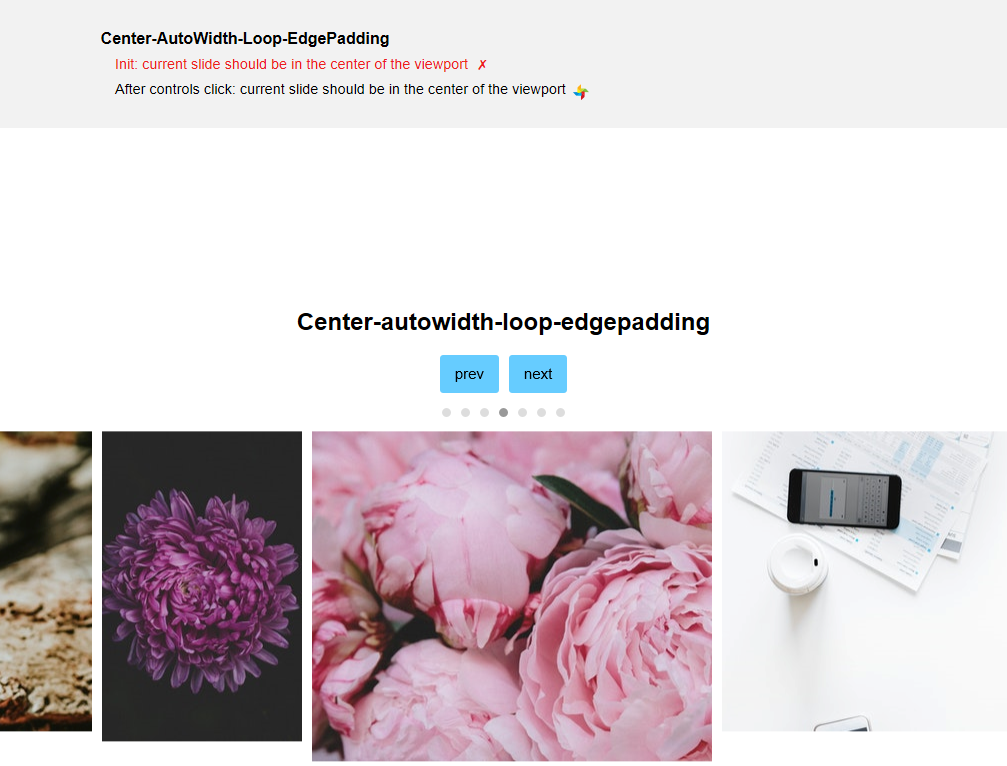 Center-AutoWidth-Loop-EdgePadding
Init: current slide should be in the center of the viewport ✗
After controls click: current slide should be in the center of the viewport
Center-autowidth-loop-edgepadding
prev
next